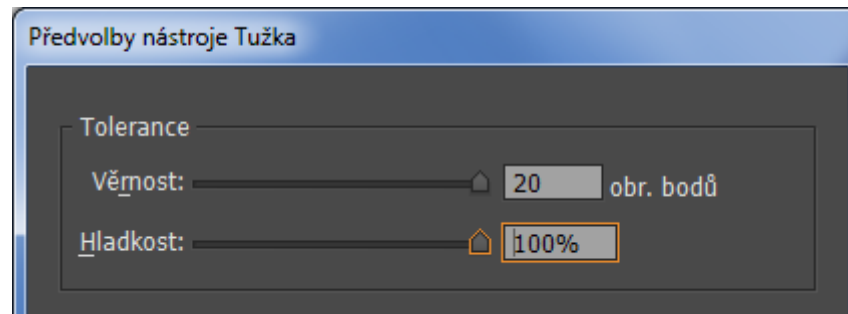 Předvolby nástroje Tužka
Tolerance
Věrnost: 20 obr. bodů
Hladkost: 100%